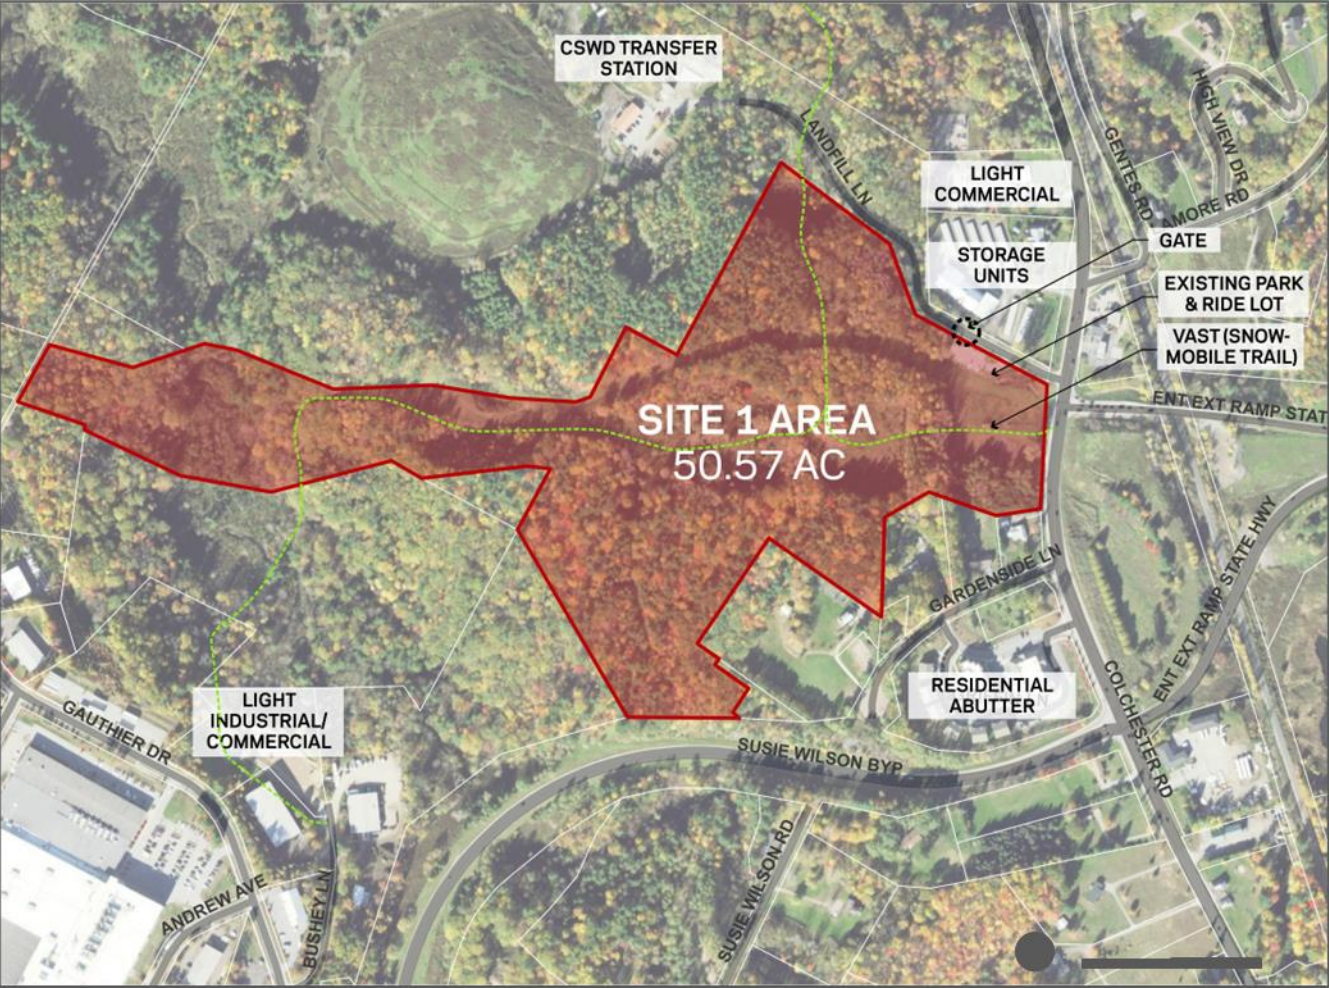 CSWD TRANSFER
STATION
LANDFILL LN
LIGHT
COMMERCIAL
GENTES RD
HIGH VIEW DR
AMORE RD
GATE
STORAGE
UNITS
EXISTING PARK
& RIDE LOT
VAST (SNOW-
MOBILE TRAIL)
ENT EXT RAMP STAT
SITE 1 AREA
50.57 AC
ENT EXT RAMP STATE HWY
GARDENSIDE LN
RESIDENTIAL
ABUTTER
COLCHESTER RD
LIGHT
INDUSTRIAL/
COMMERCIAL
GAUTHIER DR
SUSIE WILSON BYP
SUSIE WILSON RD
ANDREW AVE
BUSHEY LN